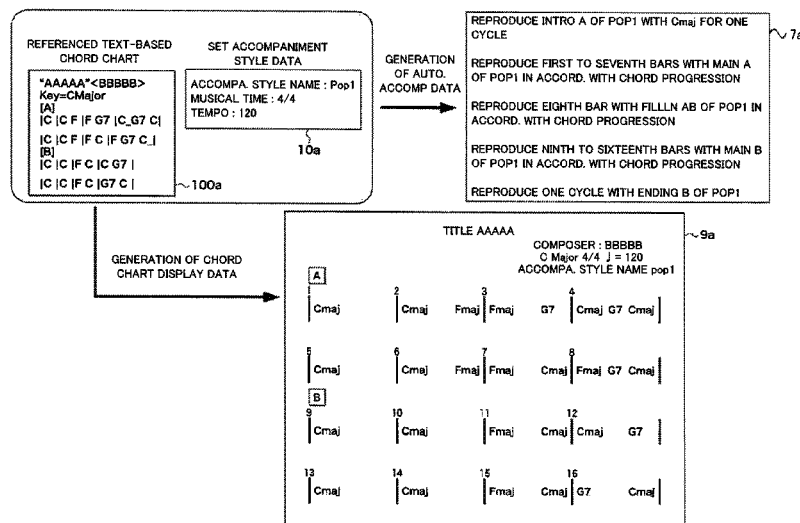 REFERENCED TEXT-BASED
CHORD CHART
"AAAAA"<BBBBB>
Key=CMajor
[A]
|C |C F |F G7 |C_G7 C|
|C |C F |F C |F G7 C_|
[B]
|C |C |F C |C G7 |
|C |C |F C |G7 C |
100a
SET ACCOMPANIMENT
STYLE DATA
ACCOMPA. STYLE NAME : Pop1
MUSICAL TIME : 4/4
TEMPO : 120
10a
GENERATION
OF AUTO.
ACCOMP DATA
REPRODUCE INTRO A OF POP1 WITH Cmaj FOR ONE
CYCLE
REPRODUCE FIRST TO SEVENTH BARS WITH MAIN A
OF POP1 IN ACCORD. WITH CHORD PROGRESSION
REPRODUCE EIGHTH BAR WITH FILLLN AB OF POP1 IN
ACCORD. WITH CHORD PROGRESSION
REPRODUCE NINTH TO SIXTEENTH BARS WITH MAIN B
OF POP1 IN ACCORD. WITH CHORD PROGRESSION
REPRODUCE ONE CYCLE WITH ENDING B OF POP1
7a
GENERATION OF CHORD
CHART DISPLAY DATA
9a
TITLE AAAAA
COMPOSER : BBBBB
C Major 4/4 ♩ = 120
ACCOMPA. STYLE NAME pop1
A
1 2 3 4
Cmaj Cmaj Fmaj Fmaj G7 Cmaj G7 Cmaj
5 6 7 8
Cmaj Cmaj Fmaj Fmaj Cmaj Fmaj G7 Cmaj
B
9 10 11 12
Cmaj Cmaj Fmaj Cmaj Cmaj G7
13 14 15 16
Cmaj Cmaj Fmaj Cmaj G7 Cmaj